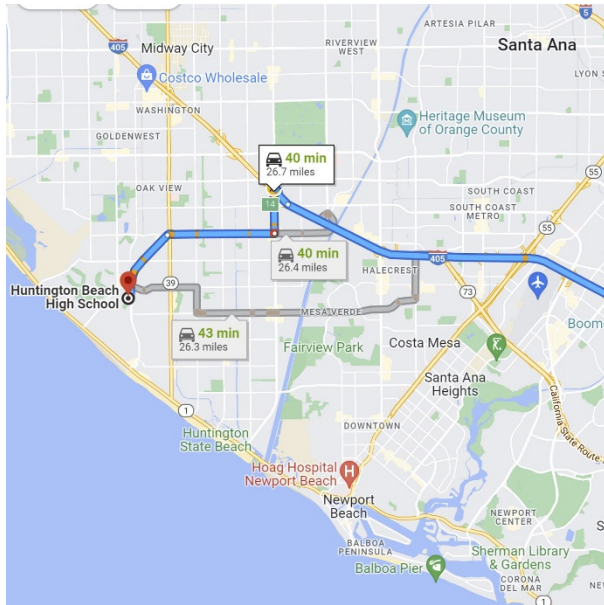 ARTESIA PILAR
5
405
Midway City
RIVERVIEW
WEST
Santa Ana
Costco Wholesale
LYON S
WASHINGTON
Heritage Museum
of Orange County
GOLDENWEST
40 min
26.7 miles
55
OAK VIEW
14
SOUTH COAST
SOUTH COAST
METRO
40 min
26.4 miles
HALECREST
405
Huntington Beach
High School
39
73
MESA VERDE
43 min
26.3 miles
Boom
Fairview Park
Costa Mesa
Santa Ana
Heights
California State Route
1
55
DOWNTOWN
Huntington
State Beach
Hoag Hospital
Newport Beach
Newport
Beach
NEWPORT
CENTER
S
BALBOA
PENINSULA
Sherman Library
& Gardens
Balboa Pier
CORONA
DEL MAR
1